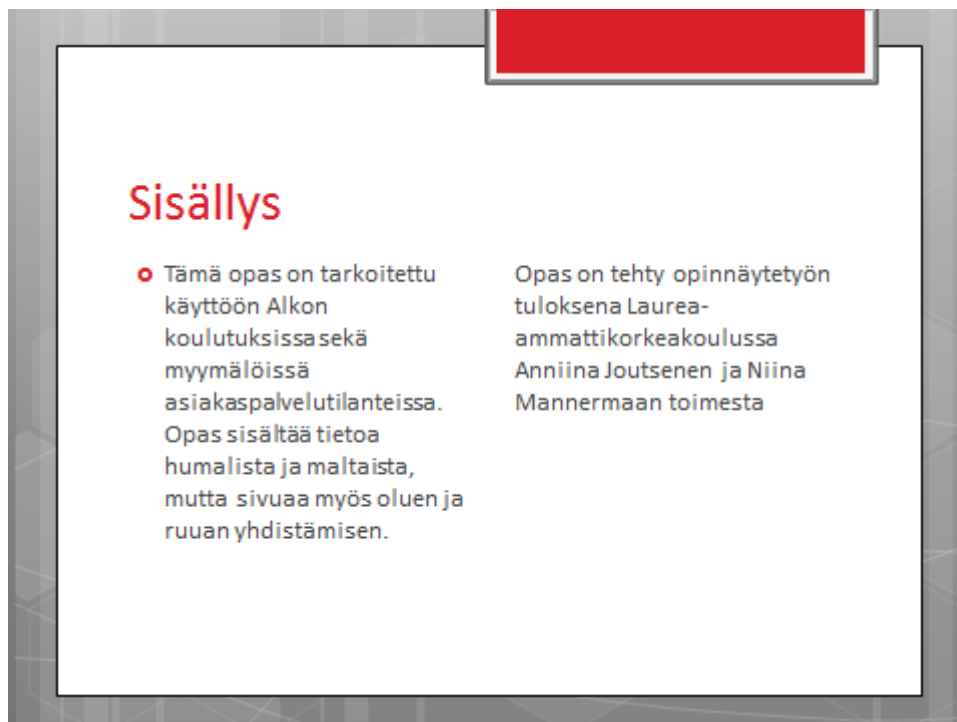 Sisällys
Tämä opas on tarkoitettu
käyttöön Alkon
koulutuksissa sekä
myymälöissä
asiakaspalvelutilanteissa.
Opas sisältää tietoa
humalista ja maltaista,
mutta sivuaa myös oluen ja
ruuan yhdistämisen.
Opas on tehty opinnäytetyön
tuloksena Laurea-
ammattikorkeakoulussa
Anniina Joutsenen ja Niina
Mannermaan toimesta